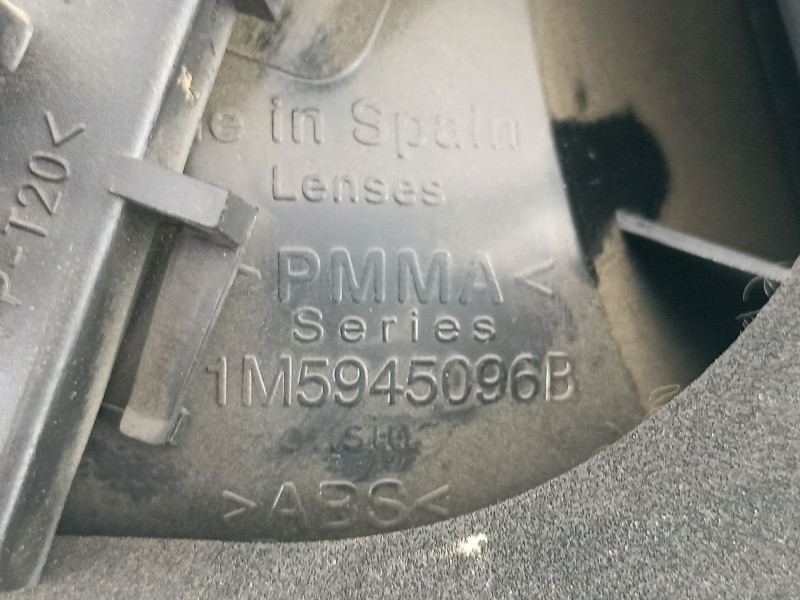 e in Spain
Lenses
>PMMA<
Series
1M5945096B
>ABS<
P-T20<